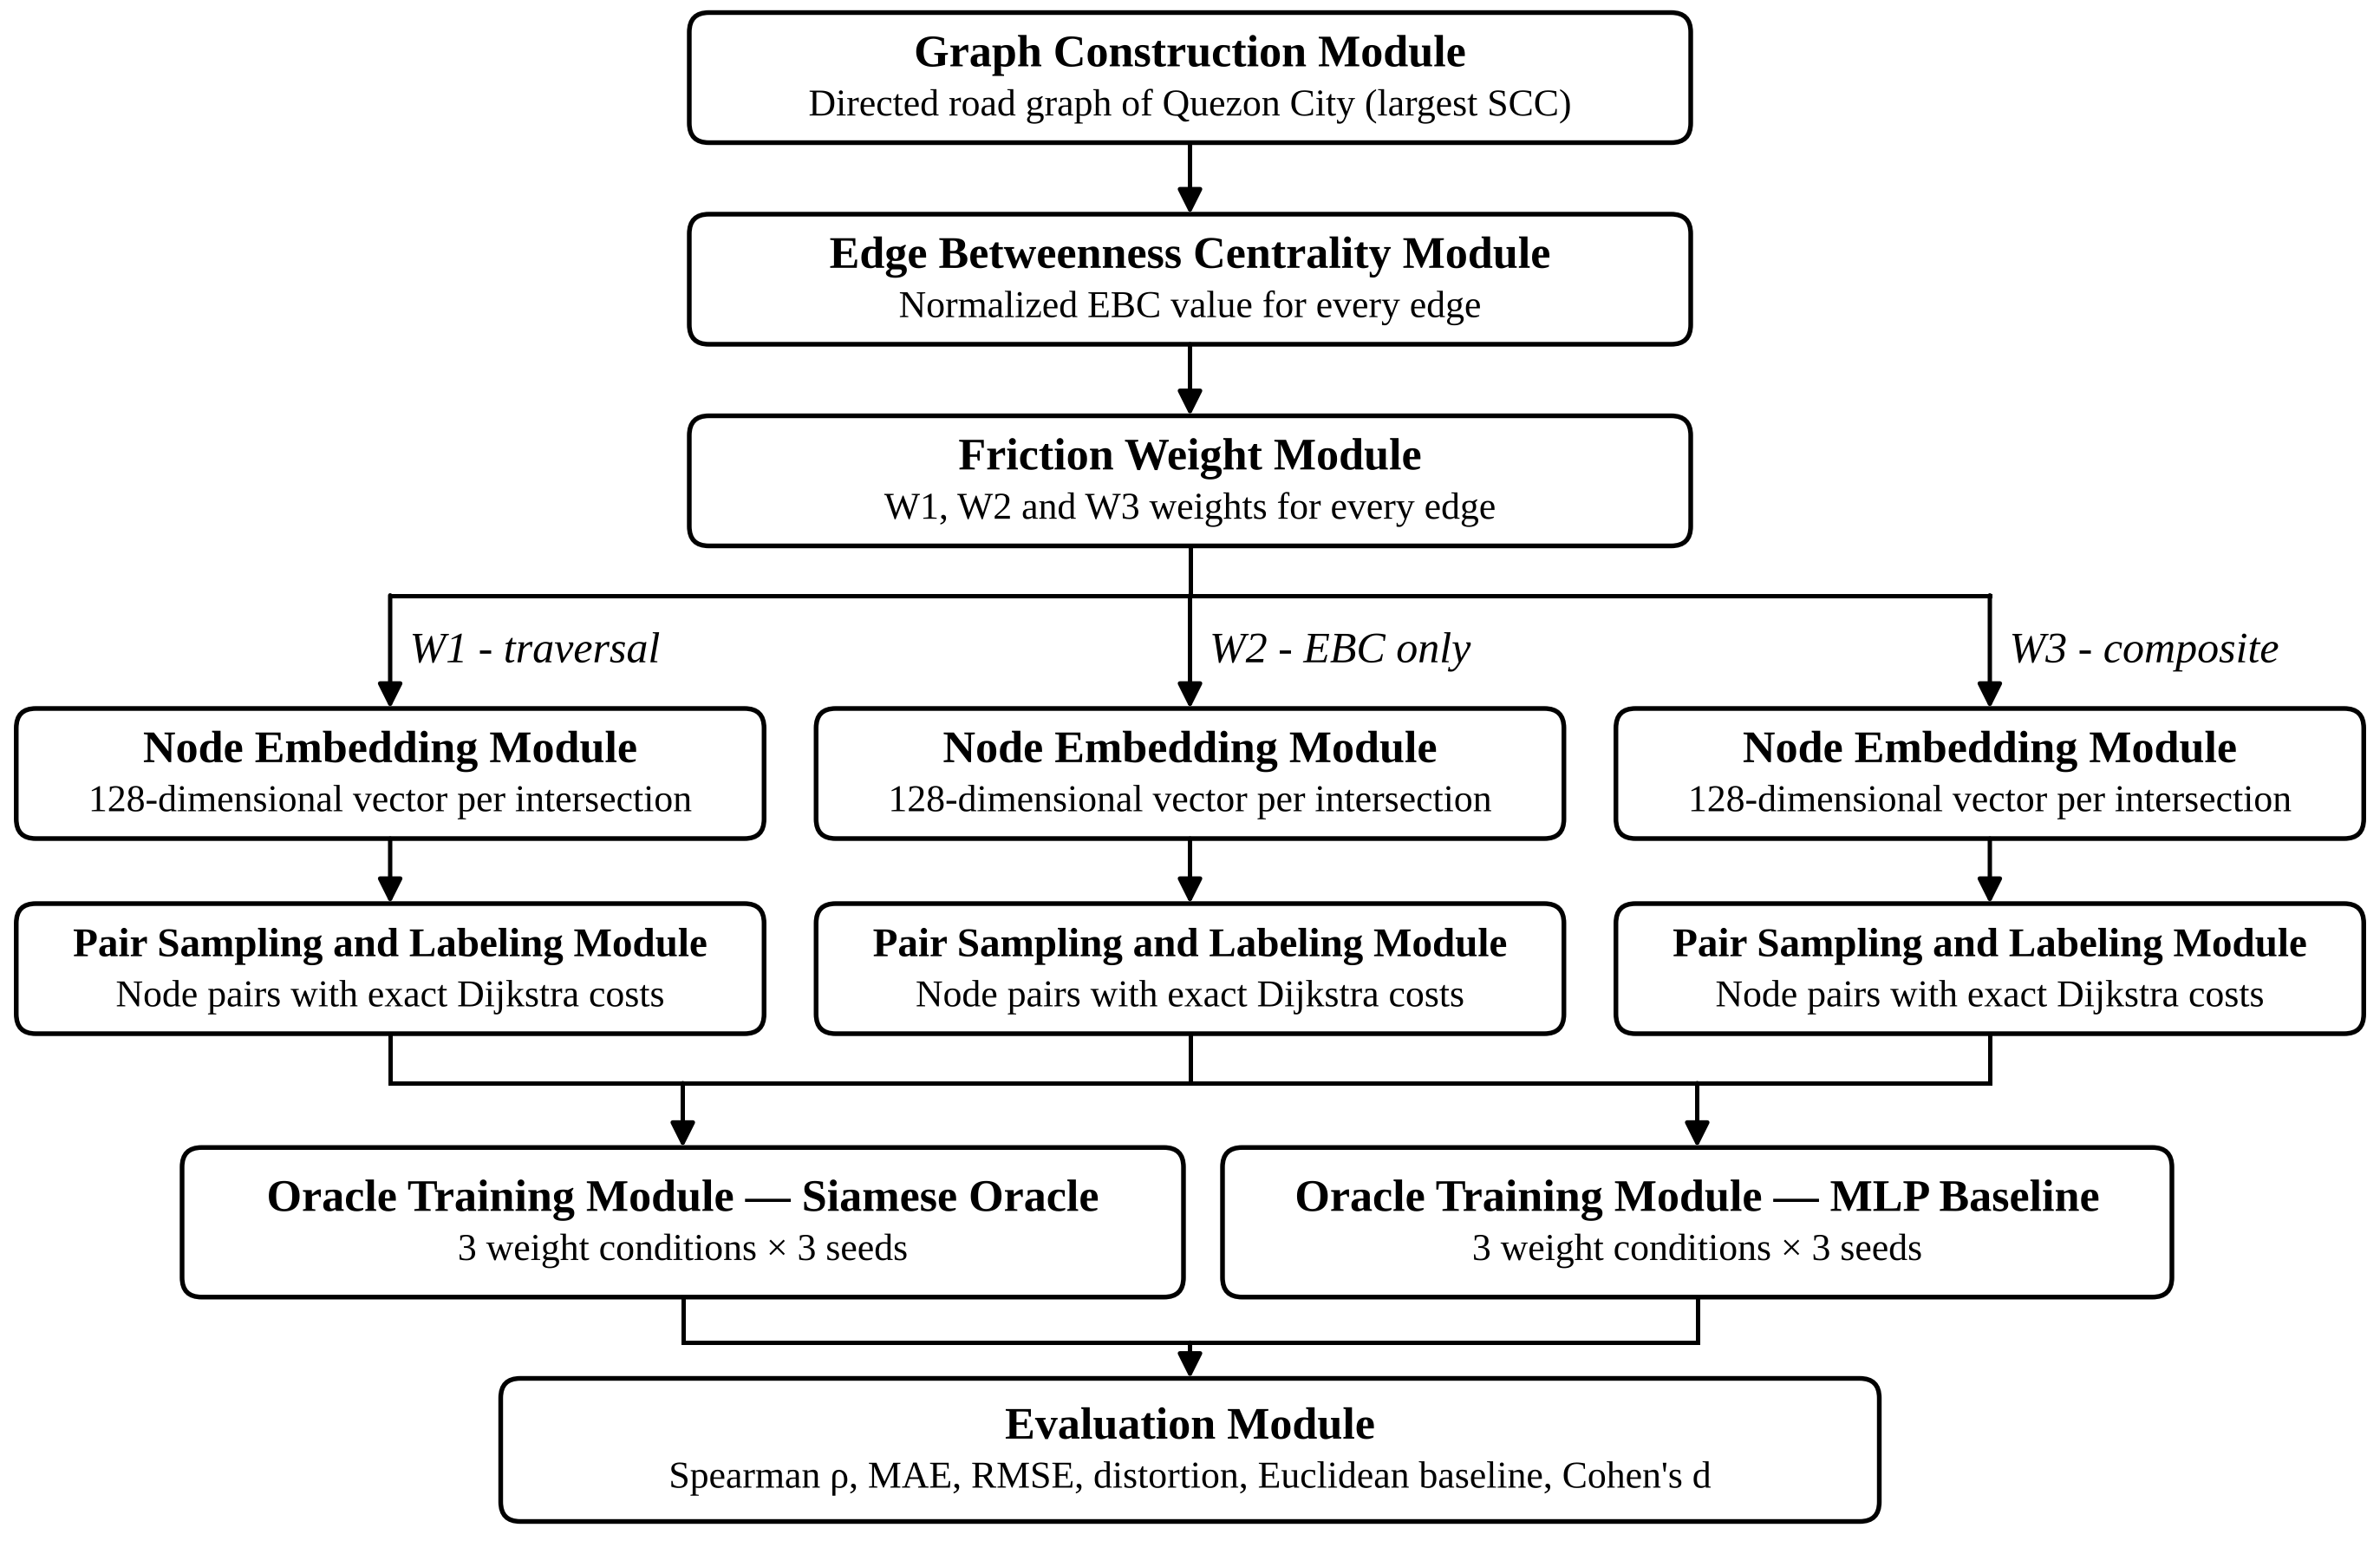 Graph Construction Module
Directed road graph of Quezon City (largest SCC)
Edge Betweenness Centrality Module
Normalized EBC value for every edge
Friction Weight Module
W1, W2 and W3 weights for every edge
W1 - traversal
W2 - EBC only
W3 - composite
Node Embedding Module
128-dimensional vector per intersection
Node Embedding Module
128-dimensional vector per intersection
Node Embedding Module
128-dimensional vector per intersection
Pair Sampling and Labeling Module
Node pairs with exact Dijkstra costs
Pair Sampling and Labeling Module
Node pairs with exact Dijkstra costs
Pair Sampling and Labeling Module
Node pairs with exact Dijkstra costs
Oracle Training Module — Siamese Oracle
3 weight conditions × 3 seeds
Oracle Training Module — MLP Baseline
3 weight conditions × 3 seeds
Evaluation Module
Spearman ρ, MAE, RMSE, distortion, Euclidean baseline, Cohen's d